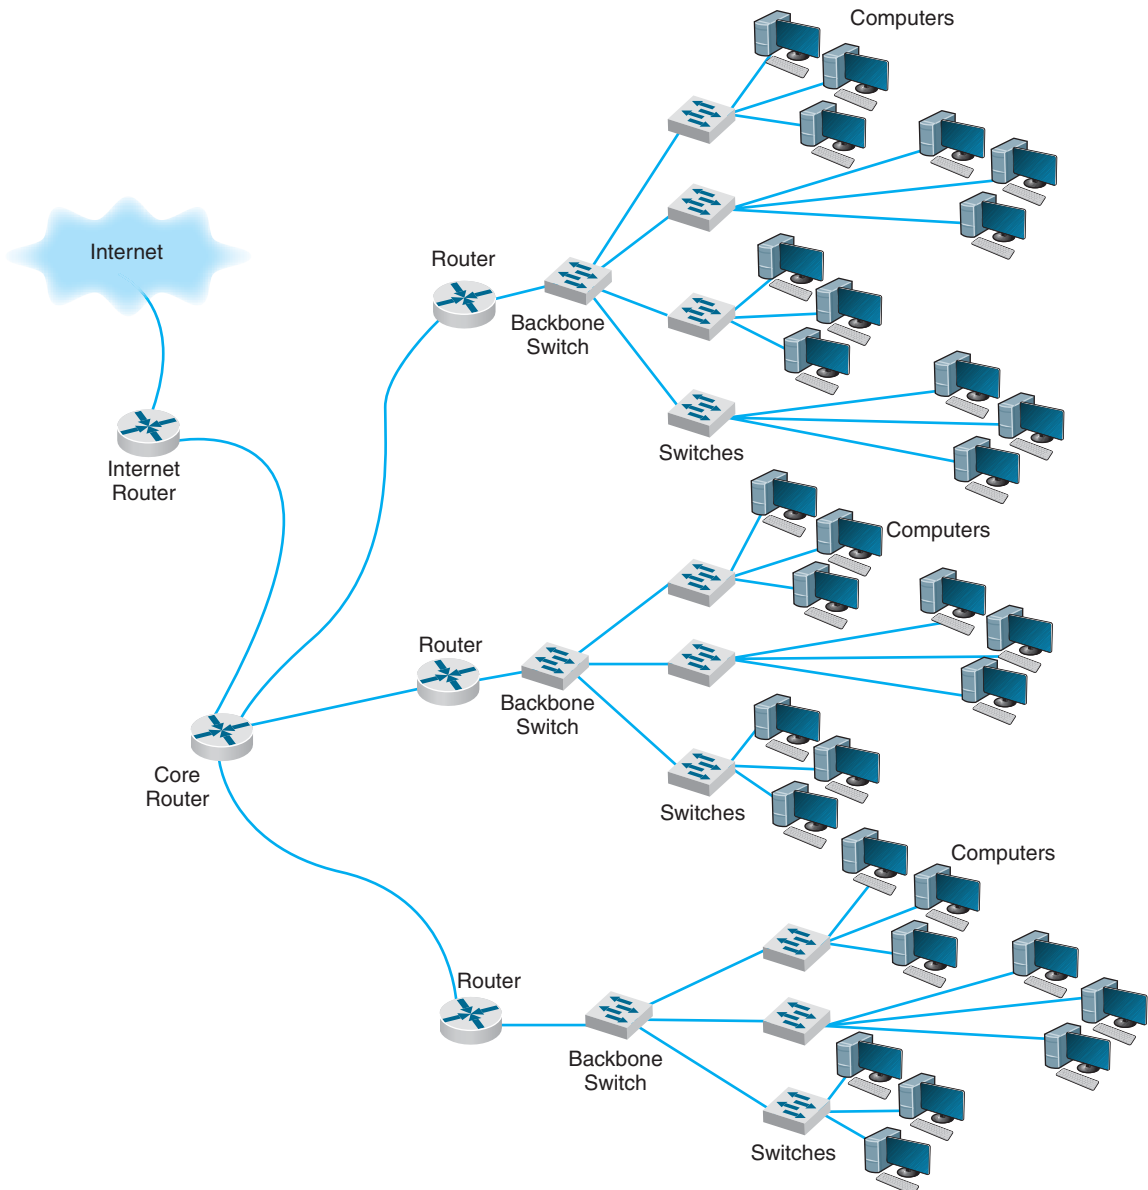 Computers
Internet
Router
Backbone
Switch
Internet
Router
Switches
Computers
Router
Backbone
Switch
Core
Router
Switches
Computers
Router
Backbone
Switch
Switches